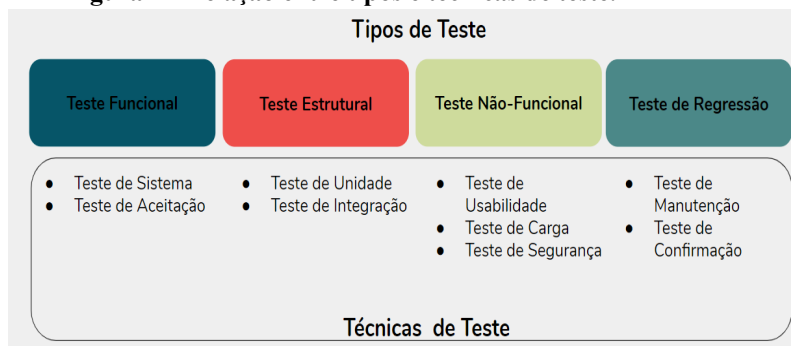 Tipos de Teste
Teste Funcional
Teste Estrutural
Teste Não-Funcional
Teste de Regressão
● Teste de Sistema
● Teste de Aceitação
● Teste de Unidade
● Teste de Integração
● Teste de
Usabilidade
● Teste de Carga
● Teste de Segurança
● Teste de
Manutenção
● Teste de
Confirmação
Técnicas de Teste